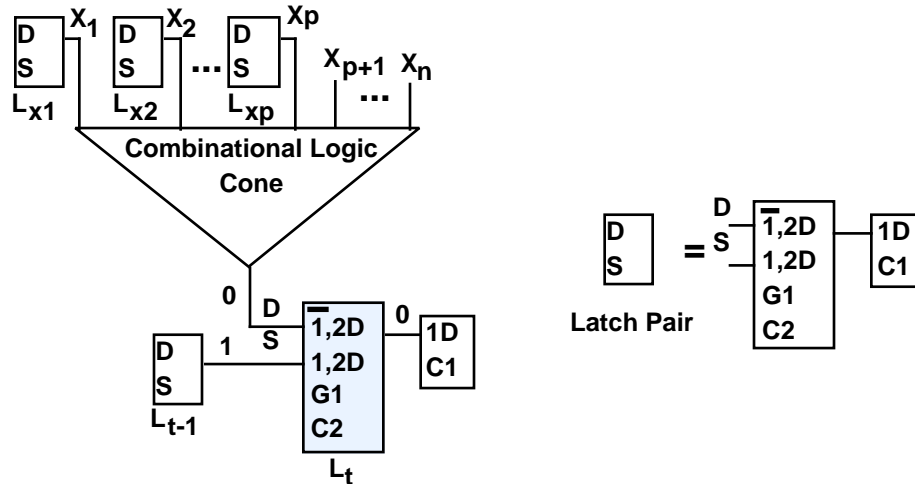 X1 X2 Xp
D D D
S S ... S Xp+1 Xn
Lx1 Lx2 Lxp ...
Combinational Logic
Cone
0 D
S
1̅,2D 0 1D
1,2D C1
G1
C2
Lt
D 1
S
Lt-1
D
S
=
Latch Pair
D
S
1̅,2D
1,2D
G1
C2
1D
C1